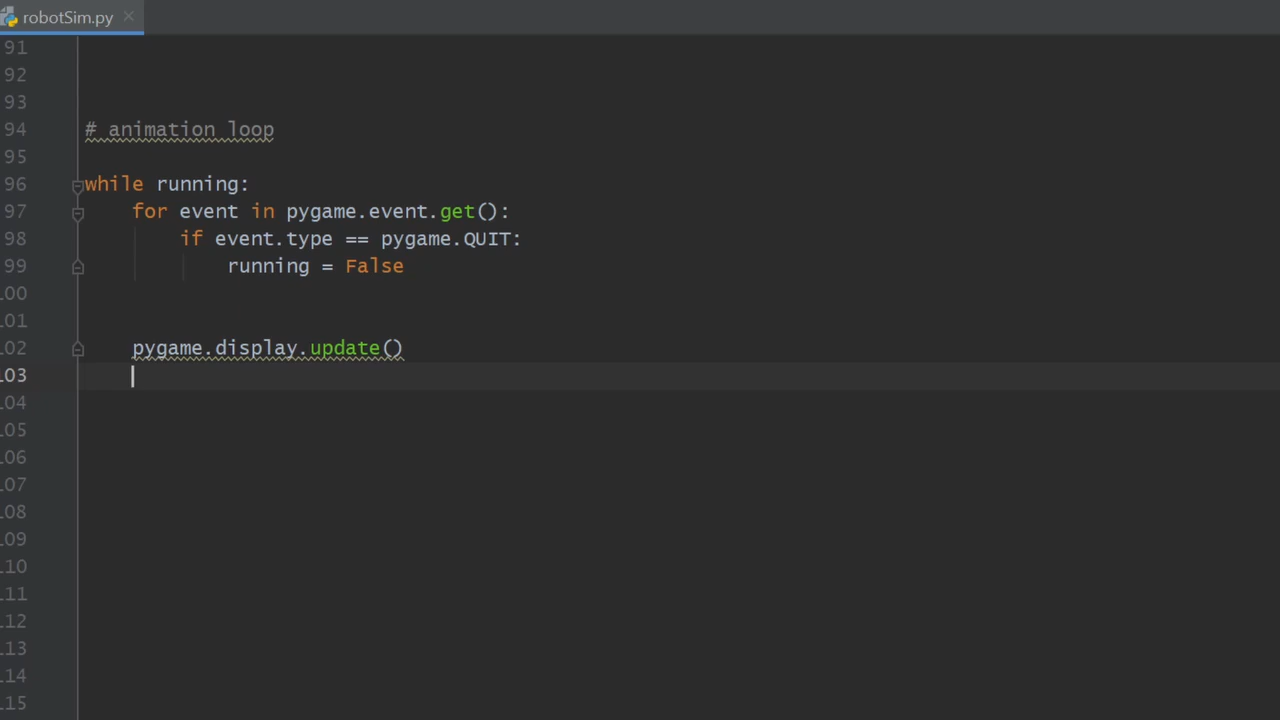 robotSim.py
91
92
93
94 # animation loop
95
96 while running:
97 for event in pygame.event.get():
98 if event.type == pygame.QUIT:
99 running = False
100
101
102 pygame.display.update()
103
104
105
106
107
108
109
110
111
112
113
114
115